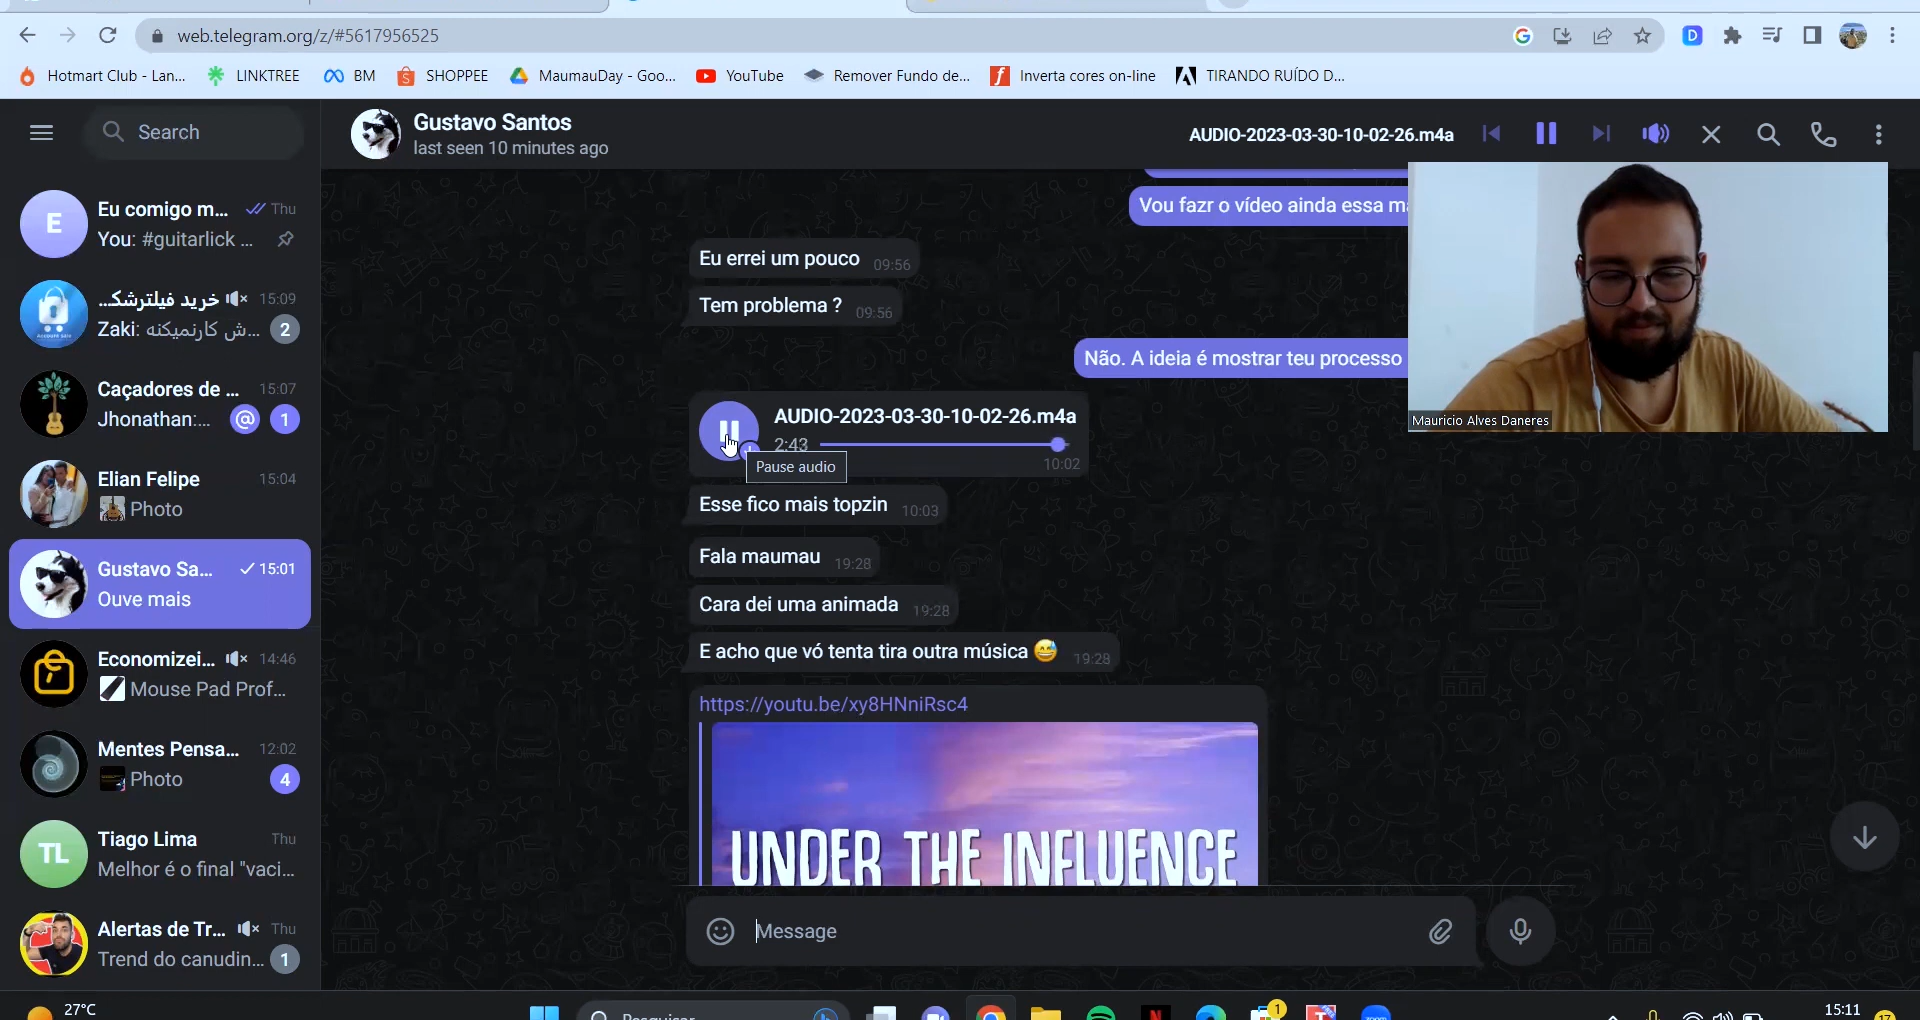 web.telegram.org/z/#5617956525
Hotmart Club - Lan...
LINKTREE
BM
SHOPPEE
MaumauDay - Goo...
YouTube
Remover Fundo de...
Inverta cores on-line
TIRANDO RUÍDO D...
Search
Gustavo Santos
last seen 10 minutes ago
AUDIO-2023-03-30-10-02-26.m4a
E
Eu comigo m...
Thu
You: #guitarlick ...
خرید فیلترشک...
15:09
Zaki: ش کارنمیکنه...
2
Caçadores de ...
15:07
Jhonathan:...
@
1
Elian Felipe
15:04
Photo
Gustavo Sa...
15:01
Ouve mais
Economizei...
14:46
Mouse Pad Prof...
Mentes Pensa...
12:02
Photo
4
TL
Tiago Lima
Thu
Melhor é o final "vaci...
Alertas de Tr...
Thu
Trend do canudin...
1
Vou fazr o vídeo ainda essa ma
Eu errei um pouco 09:56
Tem problema ? 09:56
Não. A ideia é mostrar teu processo
AUDIO-2023-03-30-10-02-26.m4a
2:43
10:02
Pause audio
Esse fico mais topzin 10:03
Fala maumau 19:28
Cara dei uma animada 19:28
E acho que vó tenta tira outra música 😅 19:28
https://youtu.be/xy8HNniRsc4
UNDER THE INFLUENCE
Message
Mauricio Alves Daneres
27°C
Pesquisar
1
15:11
17